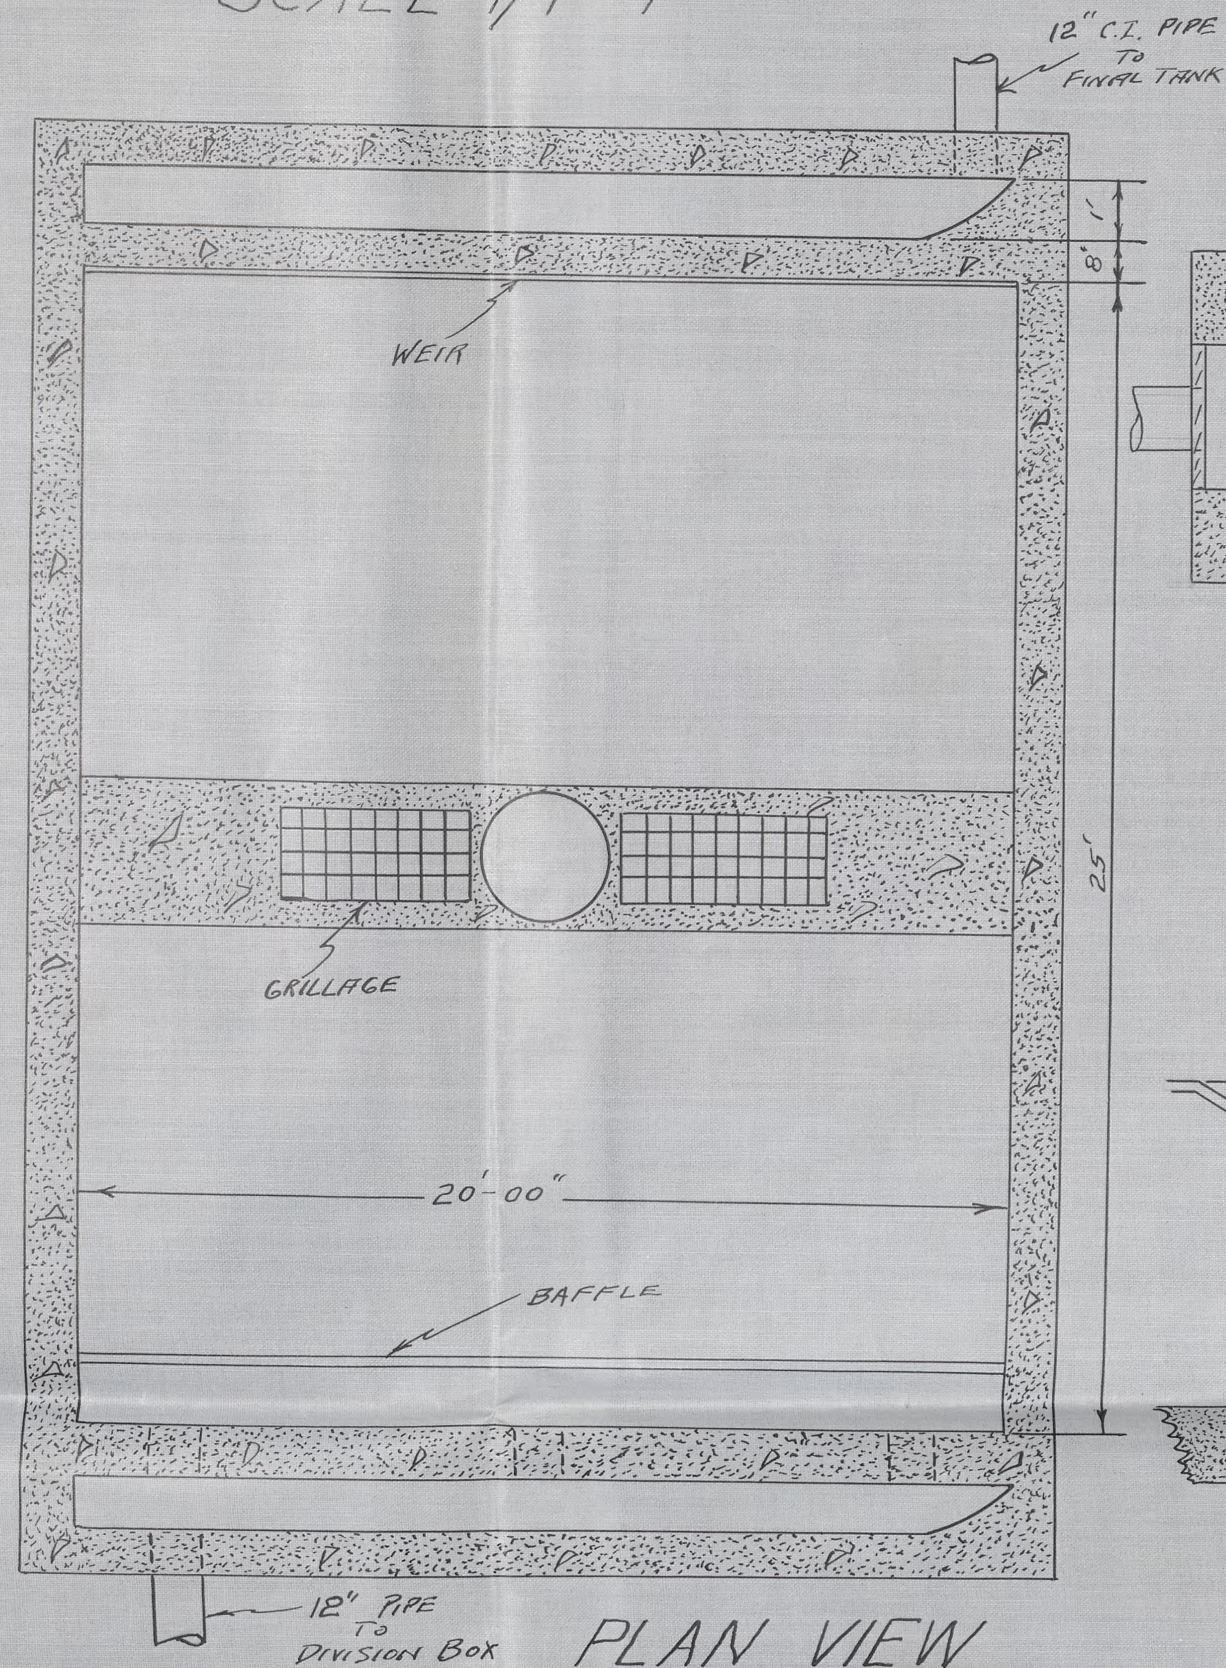 12" C.I. PIPE
TO
FINAL TANK
1'
8"
WEIR
25'
GRILLAGE
20'-00"
BAFFLE
12" PIPE
TO
DIVISION BOX
PLAN VIEW